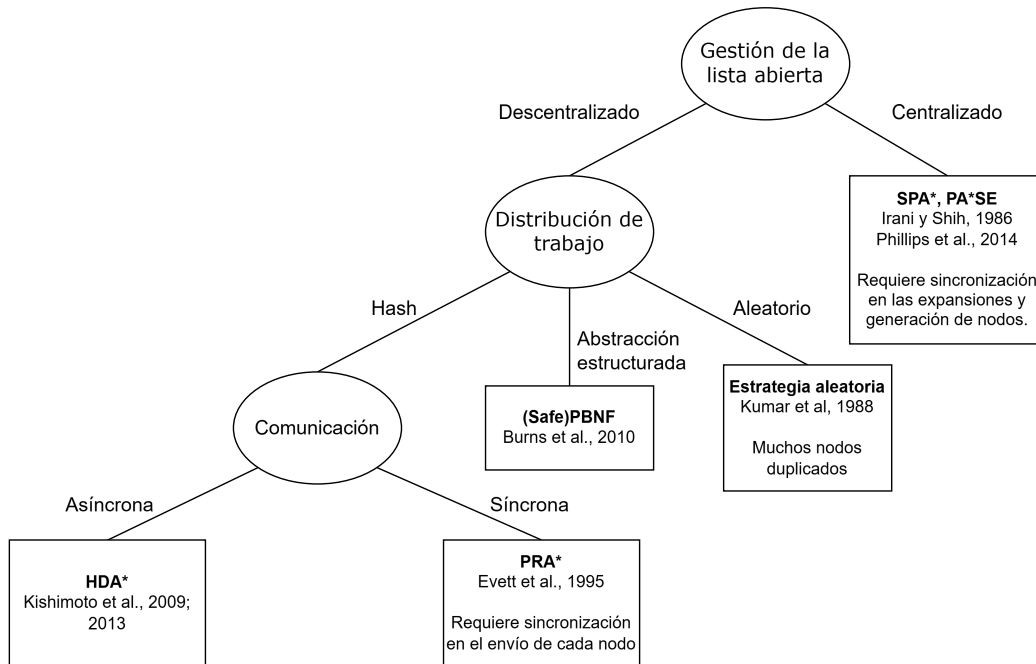 Gestión de la
lista abierta
Descentralizado
Centralizado
SPA*, PA*SE
Irani y Shih, 1986
Phillips et al., 2014
Requiere sincronización
en las expansiones y
generación de nodos.
Distribución de
trabajo
Hash
Abstracción
estructurada
Aleatorio
Estrategia aleatoria
Kumar et al, 1988
Muchos nodos
duplicados
(Safe)PBNF
Burns et al., 2010
Comunicación
Asíncrona
Síncrona
HDA*
Kishimoto et al., 2009;
2013
PRA*
Evett et al., 1995
Requiere sincronización
en el envío de cada nodo